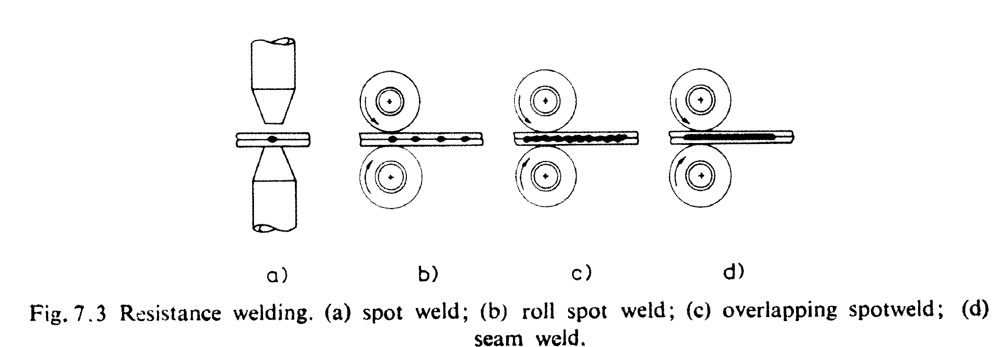 a) b) c) d)
Fig. 7.3 Resistance welding. (a) spot weld; (b) roll spot weld; (c) overlapping spotweld; (d)
seam weld.